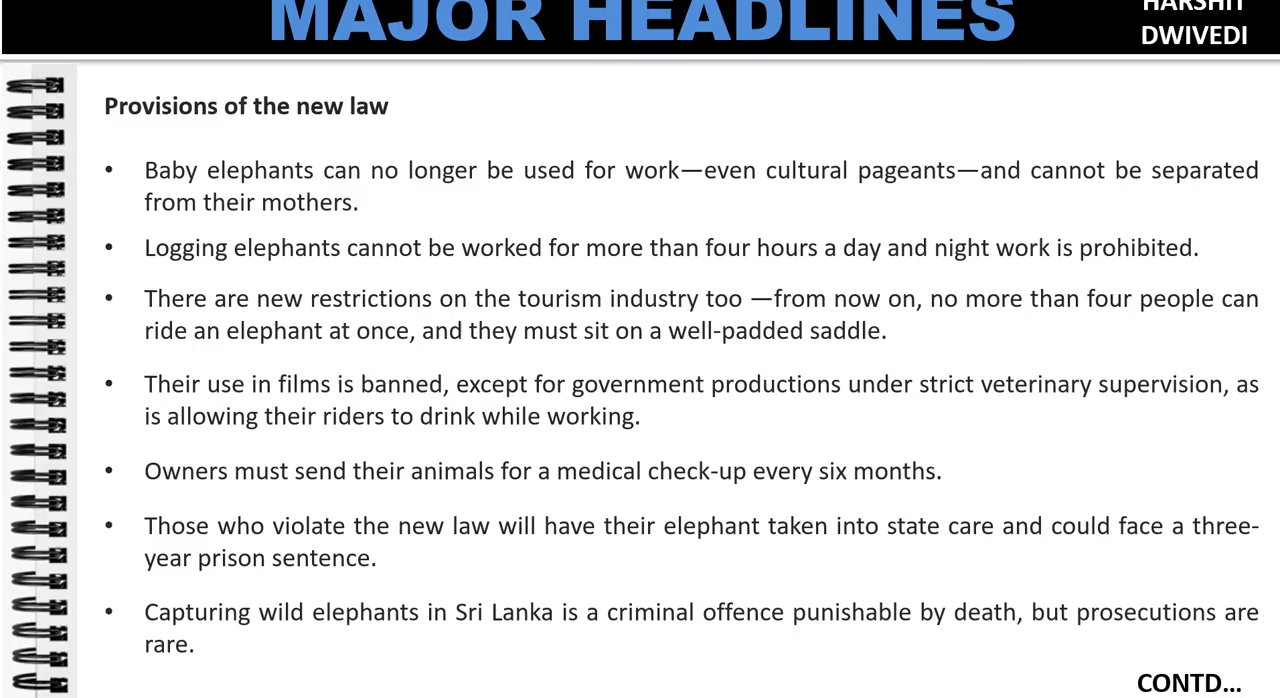 MAJOR HEADLINES
HARSHIT
DWIVEDI
Provisions of the new law
• Baby elephants can no longer be used for work—even cultural pageants—and cannot be separated
from their mothers.
• Logging elephants cannot be worked for more than four hours a day and night work is prohibited.
• There are new restrictions on the tourism industry too —from now on, no more than four people can
ride an elephant at once, and they must sit on a well-padded saddle.
• Their use in films is banned, except for government productions under strict veterinary supervision, as
is allowing their riders to drink while working.
• Owners must send their animals for a medical check-up every six months.
• Those who violate the new law will have their elephant taken into state care and could face a three-
year prison sentence.
• Capturing wild elephants in Sri Lanka is a criminal offence punishable by death, but prosecutions are
rare.
CONTD...